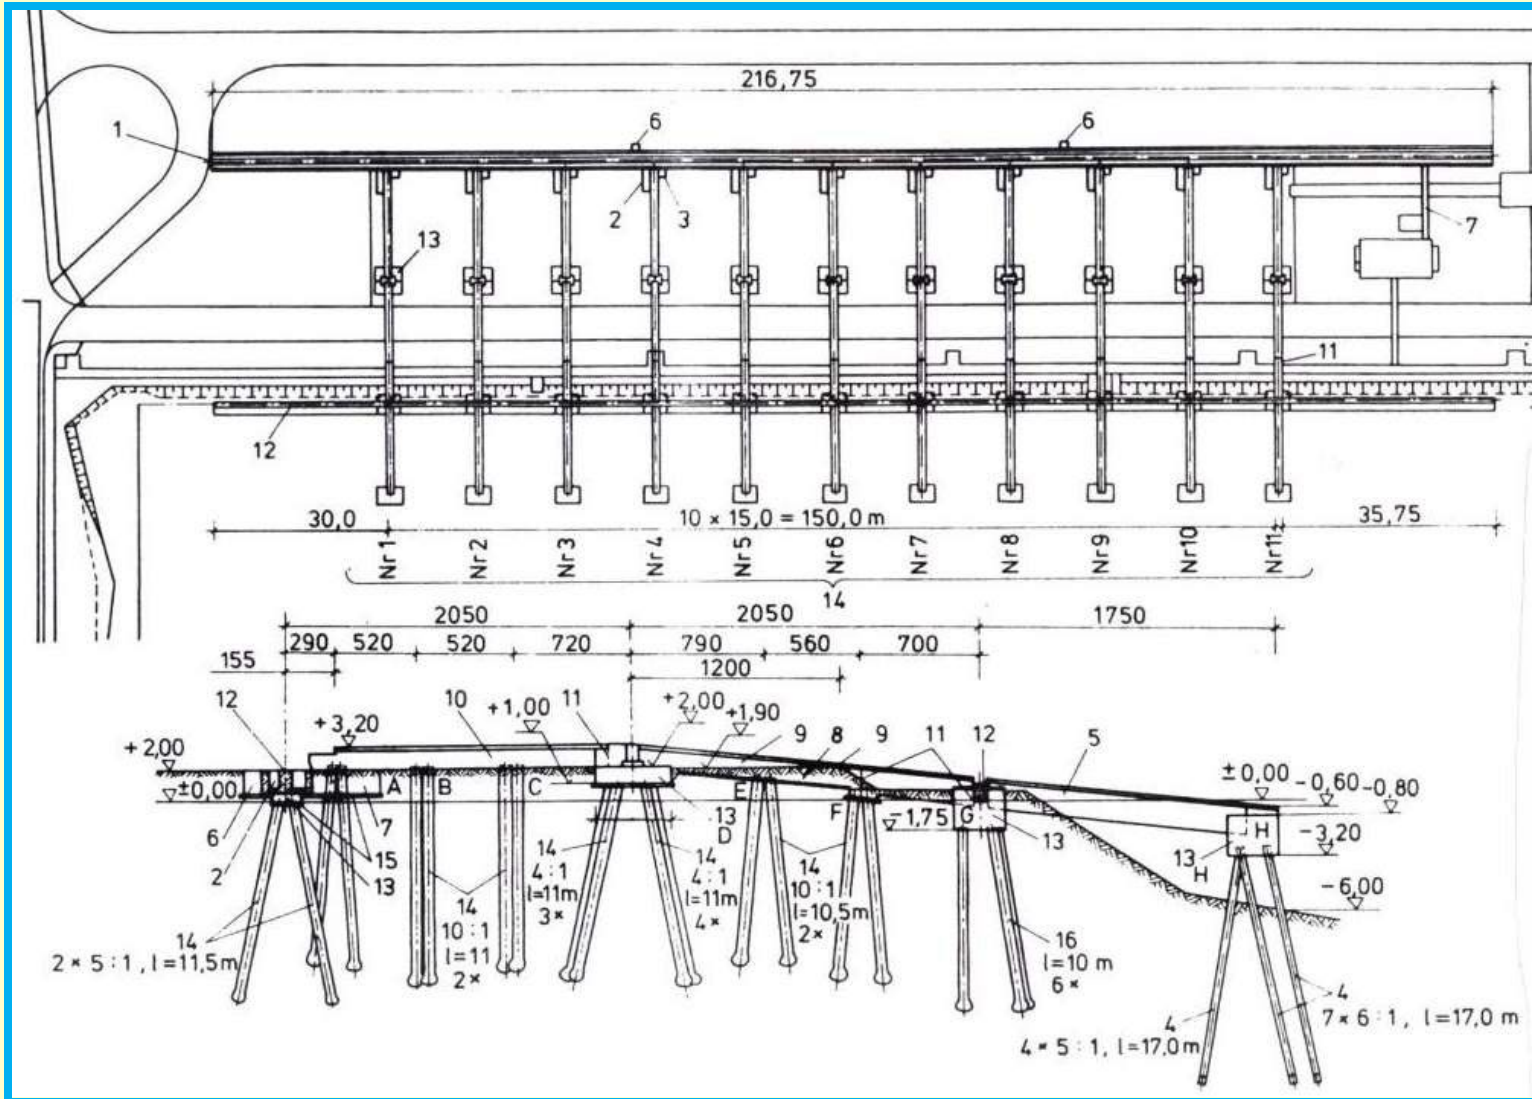 216,75
6
6
1
2
3
7
13
11
12
30,0
10 × 15,0 = 150,0 m
35,75
Nr 1
Nr 2
Nr 3
Nr 4
Nr 5
Nr 6
Nr 7
Nr 8
Nr 9
Nr 10
Nr 11
14
2050
2050
1750
290
520
520
720
790
560
700
155
1200
12
+3,20
10
+1,00
11
+2,00
+1,90
9
8
9
11
12
5
+2,00
±0,00
±0,00
-0,60
-0,80
A
B
C
E
F
G
H
6
7
13
D
-1,75
13
13
-3,20
H
2
15
13
-6,00
14
2 × 5 : 1 , l = 11,5m
14
10 : 1
l = 11
2 ×
14
4 : 1
l=11m
3 ×
14
4 : 1
l=11m
4 ×
14
10 : 1
l=10,5m
2 ×
16
l = 10 m
6 ×
4
4 × 5 : 1, l = 17,0 m
4
7 × 6 : 1, l = 17,0 m